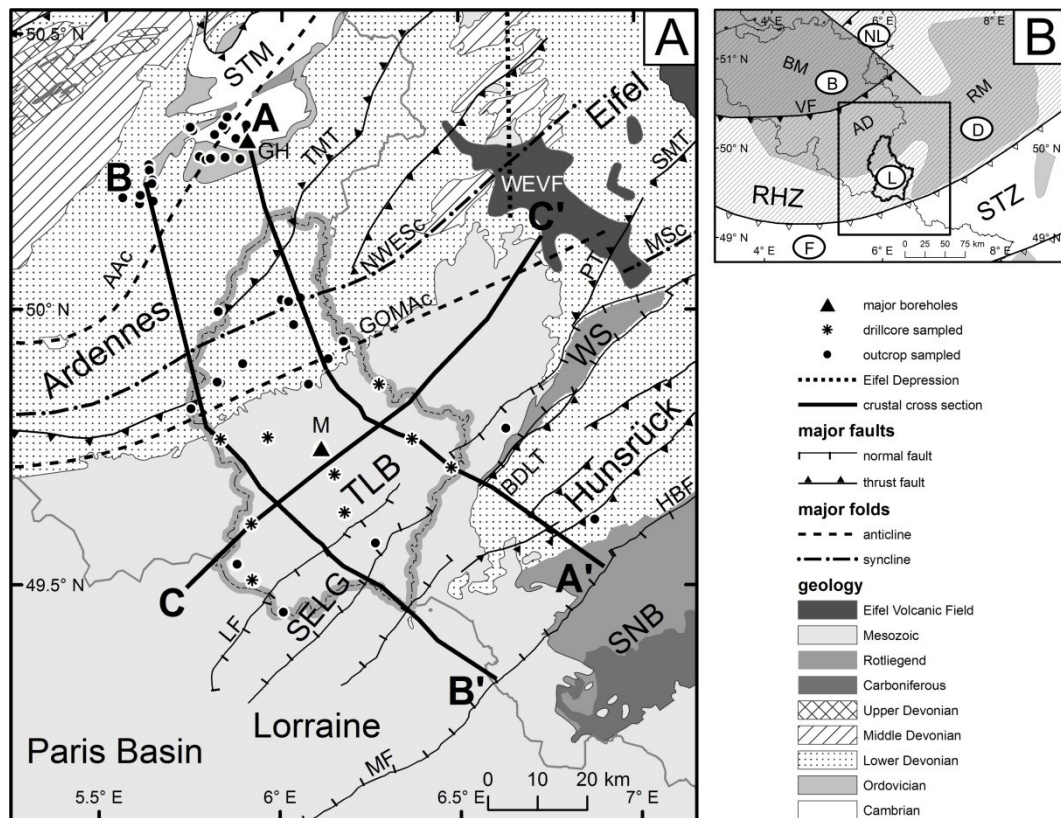 A
50.5° N
50° N
49.5° N
5.5° E
6° E
6.5° E
7° E
STM
A
GH
TMT
B
Eifel
SMT
WEVF
C'
NWESc
MSc
AAc
GOMAc
PT
WS
Ardennes
M
TLB
Hunsrück
BDLT
HBF
C
LF
SELG
A'
SNB
B'
Lorraine
Paris Basin
MF
0 10 20 km
B
4° E
6° E
8° E
NL
51° N
BM
B
RM
VF
D
AD
50° N
50° N
L
RHZ
STZ
49° N
49° N
F
4° E
6° E
8° E
0 25 50 75 km
major boreholes
drillcore sampled
outcrop sampled
Eifel Depression
crustal cross section
major faults
normal fault
thrust fault
major folds
anticline
syncline
geology
Eifel Volcanic Field
Mesozoic
Rotliegend
Carboniferous
Upper Devonian
Middle Devonian
Lower Devonian
Ordovician
Cambrian